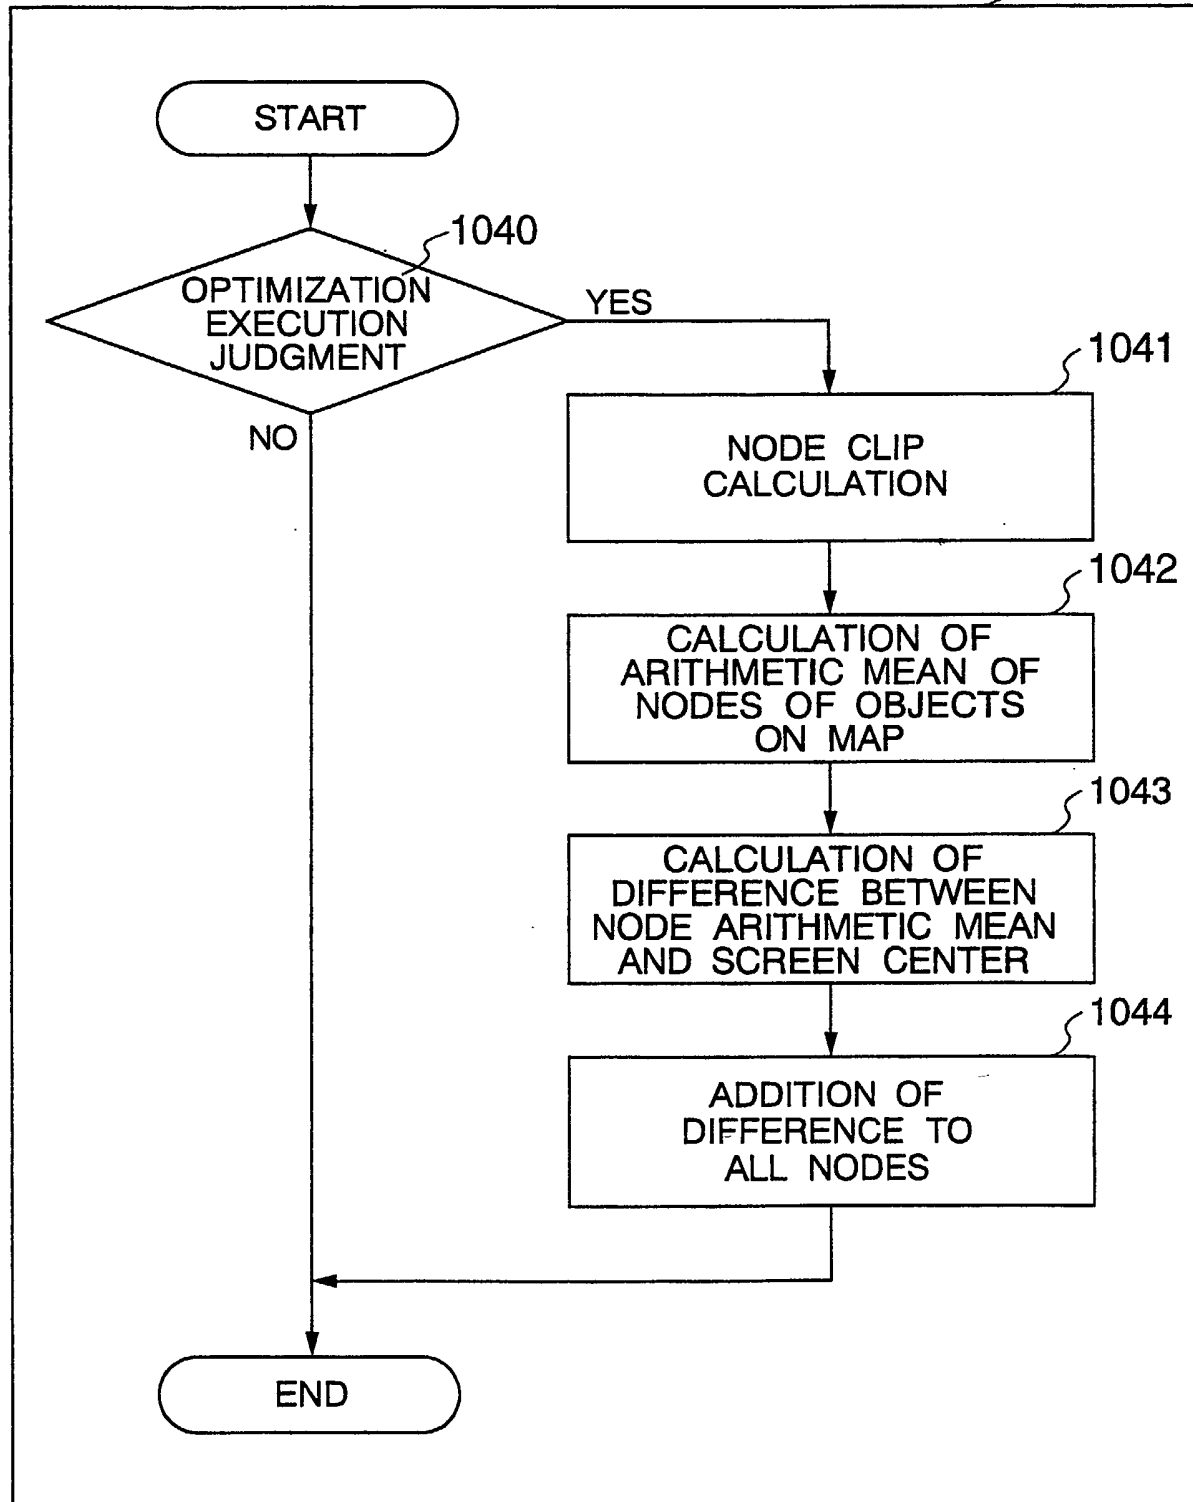 START
1040
OPTIMIZATION
EXECUTION
JUDGMENT
YES
NO
1041
NODE CLIP
CALCULATION
1042
CALCULATION OF
ARITHMETIC MEAN OF
NODES OF OBJECTS
ON MAP
1043
CALCULATION OF
DIFFERENCE BETWEEN
NODE ARITHMETIC MEAN
AND SCREEN CENTER
1044
ADDITION OF
DIFFERENCE TO
ALL NODES
END